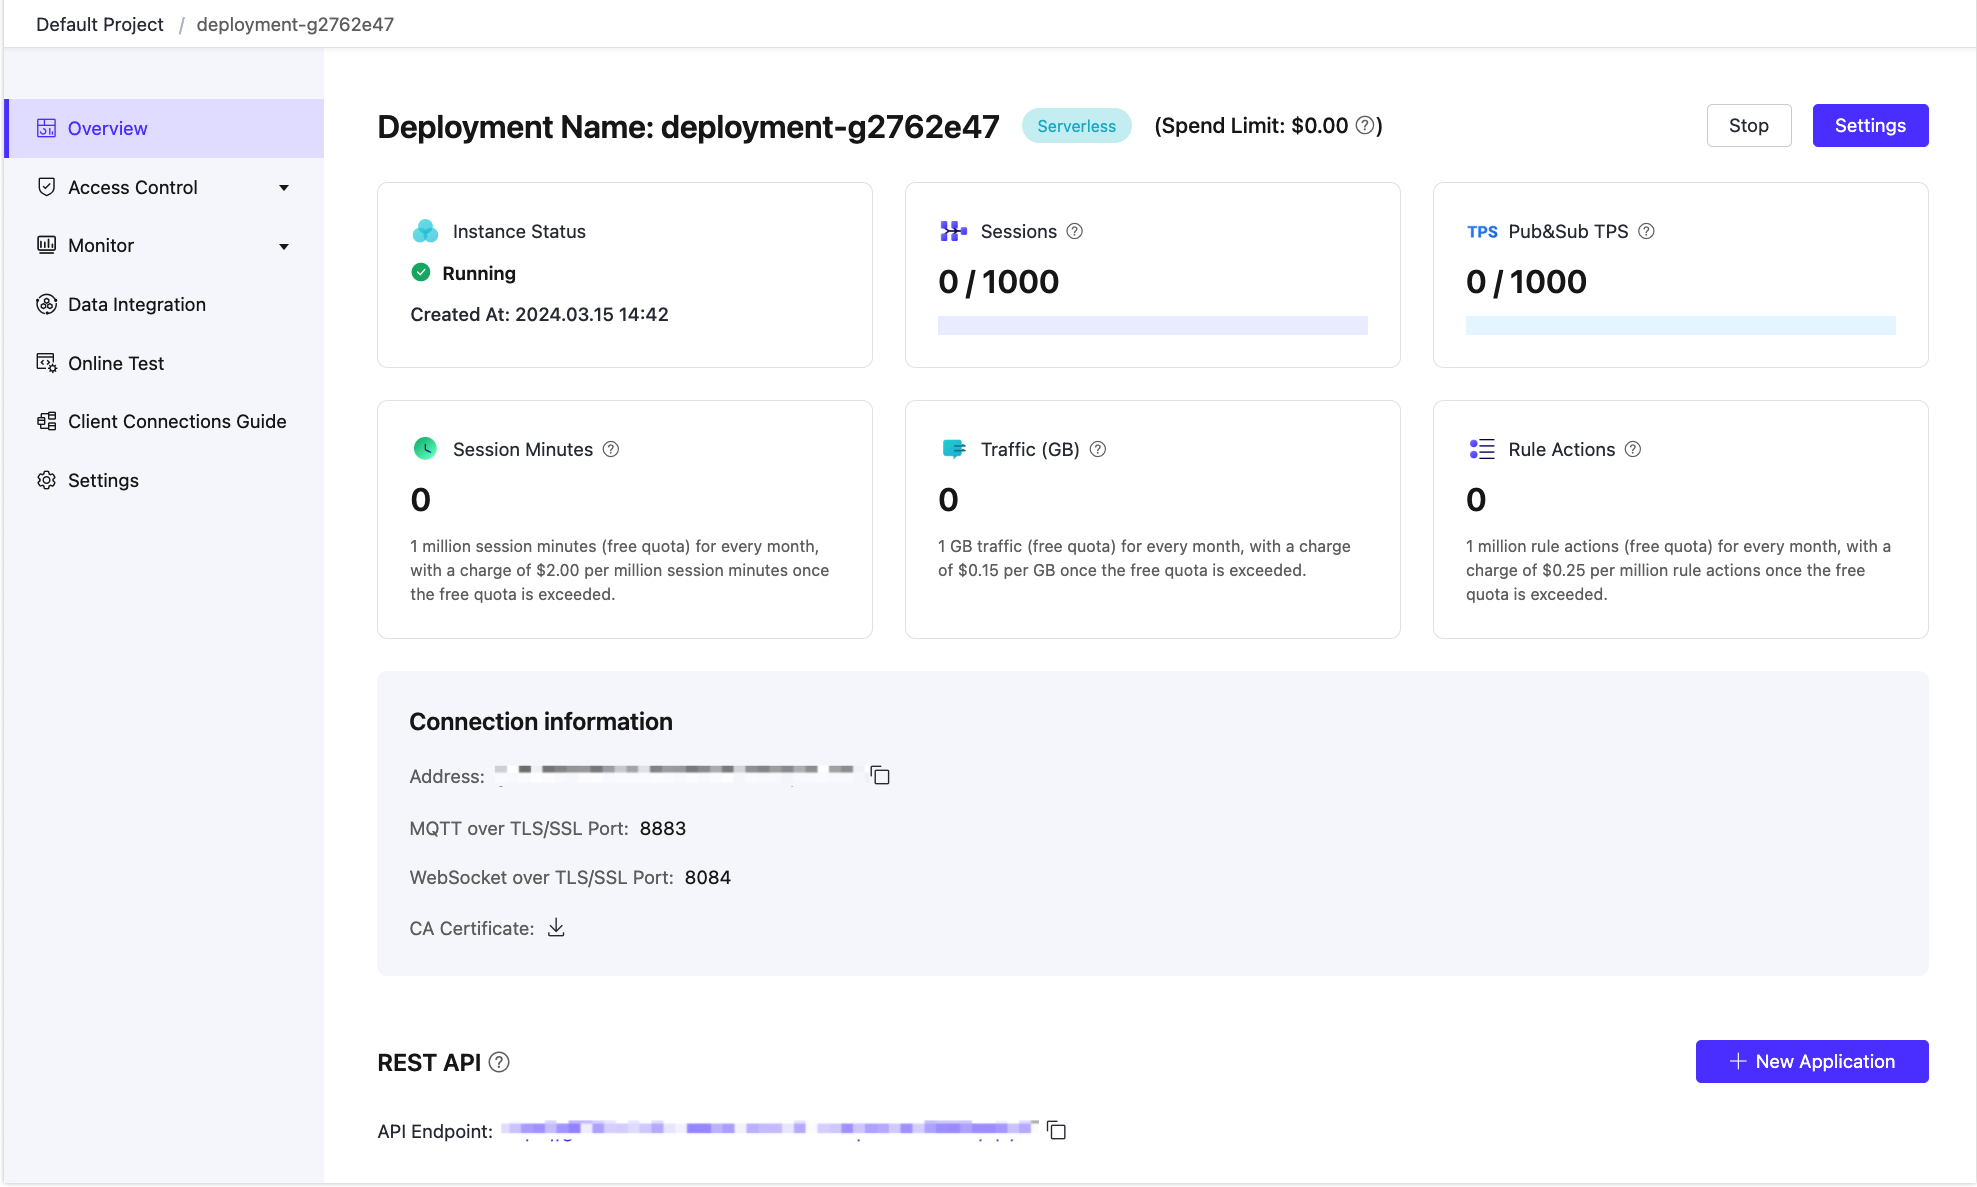 Default Project / deployment-g2762e47
Overview
Access Control
Monitor
Data Integration
Online Test
Client Connections Guide
Settings
Deployment Name: deployment-g2762e47 Serverless (Spend Limit: $0.00 ?)
Stop
Settings
Instance Status
Running
Created At: 2024.03.15 14:42
Sessions ?
0 / 1000
TPS Pub&Sub TPS ?
0 / 1000
Session Minutes ?
0
1 million session minutes (free quota) for every month,
with a charge of $2.00 per million session minutes once
the free quota is exceeded.
Traffic (GB) ?
0
1 GB traffic (free quota) for every month, with a charge
of $0.15 per GB once the free quota is exceeded.
Rule Actions ?
0
1 million rule actions (free quota) for every month, with a
charge of $0.25 per million rule actions once the free
quota is exceeded.
Connection information
Address:
MQTT over TLS/SSL Port: 8883
WebSocket over TLS/SSL Port: 8084
CA Certificate:
REST API ?
+ New Application
API Endpoint: